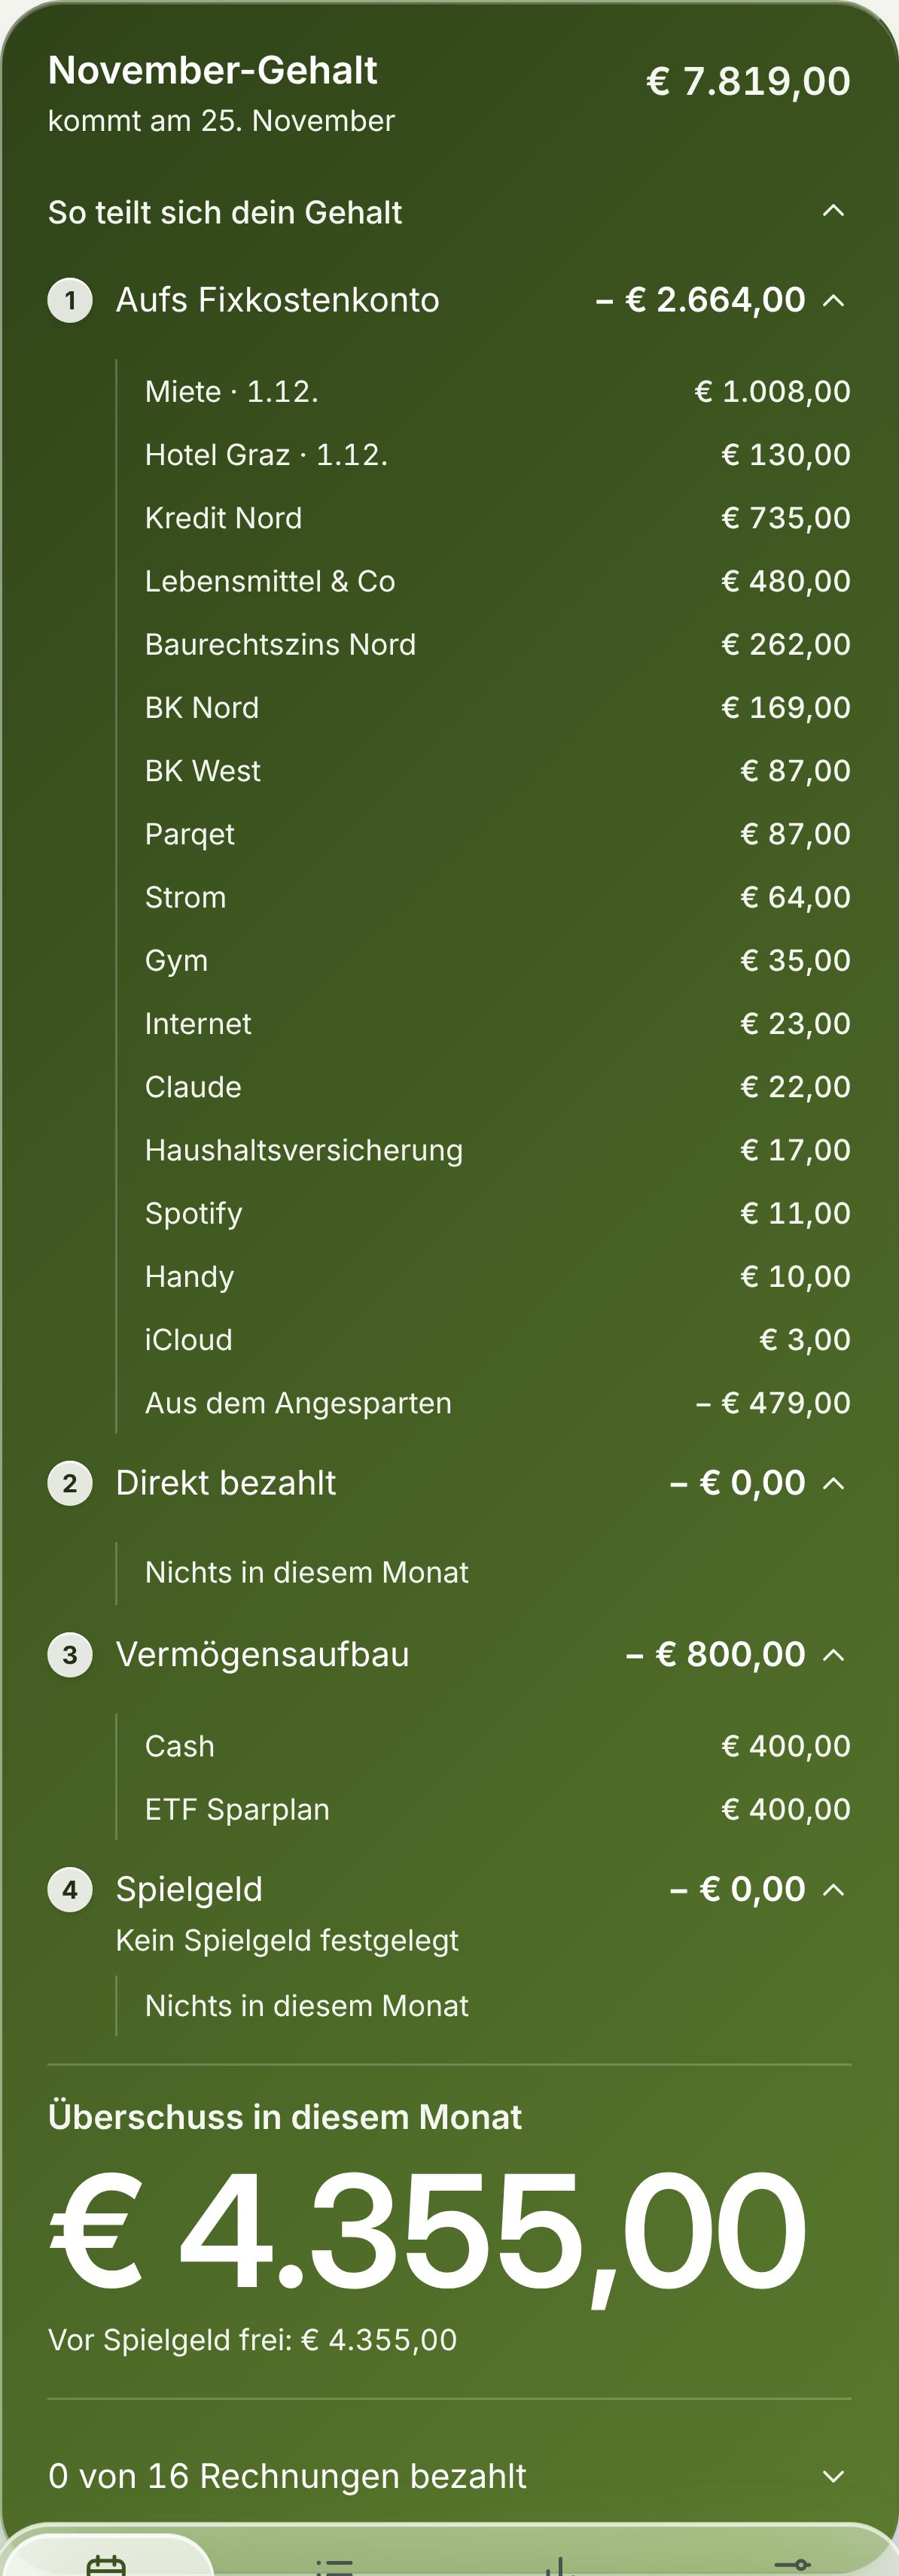 November-Gehalt
€ 7.819,00
kommt am 25. November
So teilt sich dein Gehalt
1 Aufs Fixkostenkonto – € 2.664,00
Miete · 1.12. € 1.008,00
Hotel Graz · 1.12. € 130,00
Kredit Nord € 735,00
Lebensmittel & Co € 480,00
Baurechtszins Nord € 262,00
BK Nord € 169,00
BK West € 87,00
Parqet € 87,00
Strom € 64,00
Gym € 35,00
Internet € 23,00
Claude € 22,00
Haushaltsversicherung € 17,00
Spotify € 11,00
Handy € 10,00
iCloud € 3,00
Aus dem Angesparten – € 479,00
2 Direkt bezahlt – € 0,00
Nichts in diesem Monat
3 Vermögensaufbau – € 800,00
Cash € 400,00
ETF Sparplan € 400,00
4 Spielgeld – € 0,00
Kein Spielgeld festgelegt
Nichts in diesem Monat
Überschuss in diesem Monat
€ 4.355,00
Vor Spielgeld frei: € 4.355,00
0 von 16 Rechnungen bezahlt